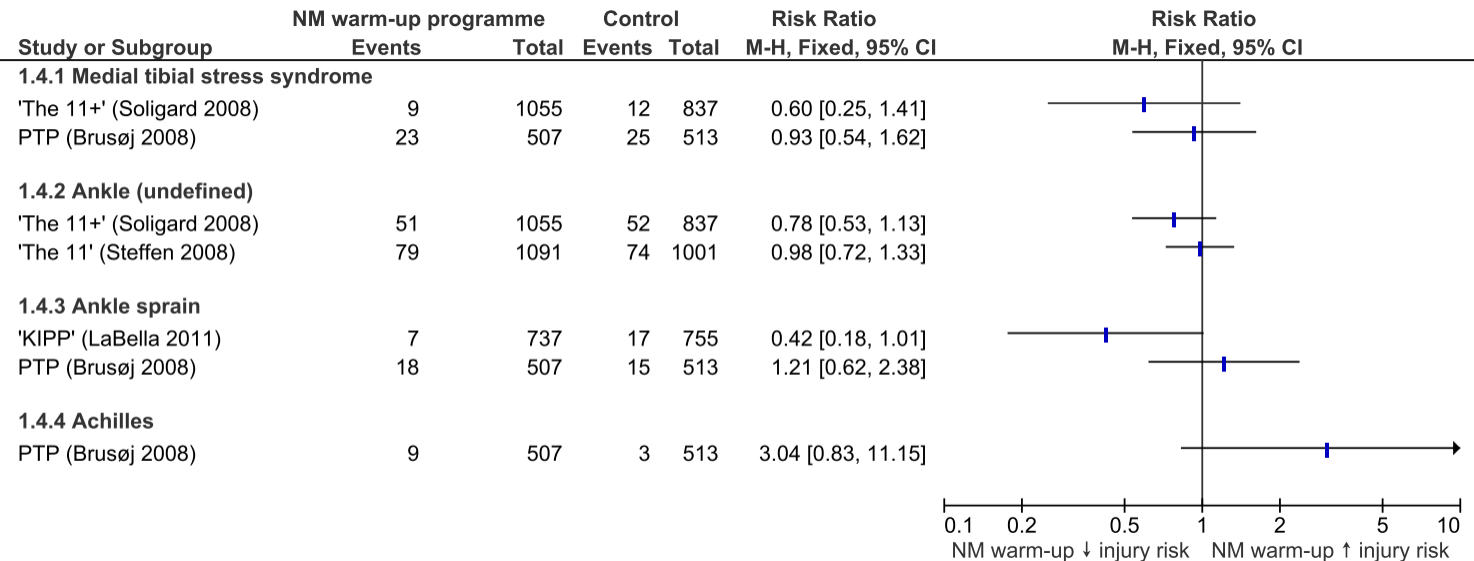 NM warm-up programme Control Risk Ratio Risk Ratio
Study or Subgroup Events Total Events Total M-H, Fixed, 95% CI M-H, Fixed, 95% CI
1.4.1 Medial tibial stress syndrome
'The 11+' (Soligard 2008) 9 1055 12 837 0.60 [0.25, 1.41]
PTP (Brusøj 2008) 23 507 25 513 0.93 [0.54, 1.62]
1.4.2 Ankle (undefined)
'The 11+' (Soligard 2008) 51 1055 52 837 0.78 [0.53, 1.13]
'The 11' (Steffen 2008) 79 1091 74 1001 0.98 [0.72, 1.33]
1.4.3 Ankle sprain
'KIPP' (LaBella 2011) 7 737 17 755 0.42 [0.18, 1.01]
PTP (Brusøj 2008) 18 507 15 513 1.21 [0.62, 2.38]
1.4.4 Achilles
PTP (Brusøj 2008) 9 507 3 513 3.04 [0.83, 11.15]
0.1 0.2 0.5 1 2 5 10
NM warm-up ↓ injury risk NM warm-up ↑ injury risk